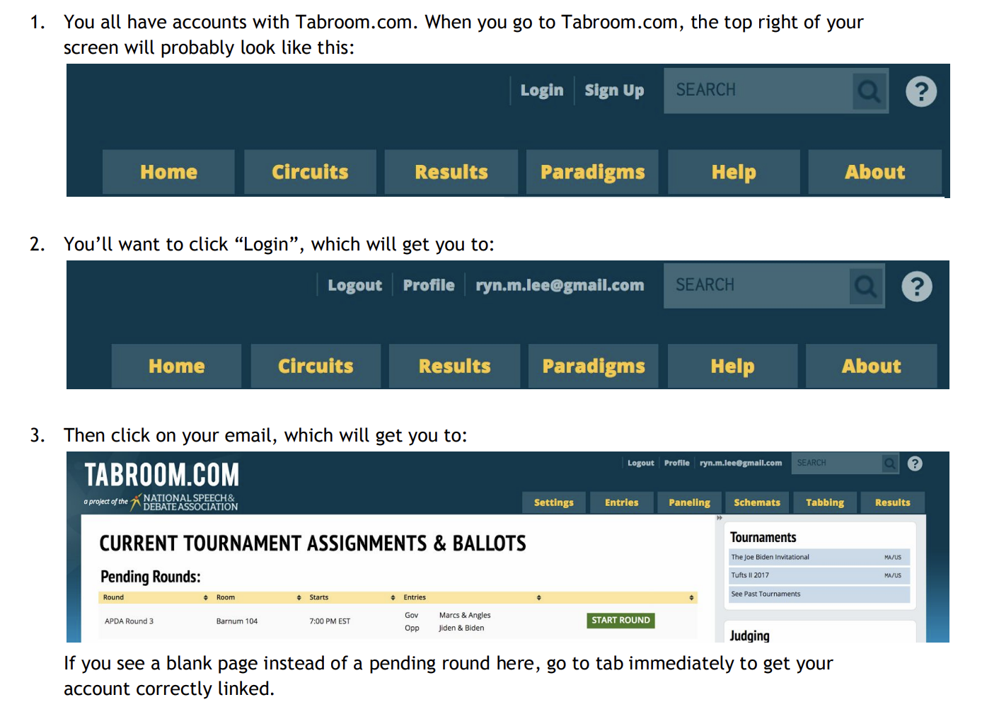 1. You all have accounts with Tabroom.com. When you go to Tabroom.com, the top right of your
screen will probably look like this:
Login Sign Up SEARCH ?
Home Circuits Results Paradigms Help About
2. You’ll want to click “Login”, which will get you to:
Logout Profile ryn.m.lee@gmail.com SEARCH ?
Home Circuits Results Paradigms Help About
3. Then click on your email, which will get you to:
TABROOM.COM
a project of the NATIONAL SPEECH &
DEBATE ASSOCIATION
Logout Profile ryn.m.lee@gmail.com SEARCH ?
Settings Entries Paneling Schemats Tabbing Results
CURRENT TOURNAMENT ASSIGNMENTS & BALLOTS
Pending Rounds:
Round Room Starts Entries
APDA Round 3 Barnum 104 7:00 PM EST
Gov Marcs & Angles
Opp Jiden & Biden
START ROUND
Tournaments
The Joe Biden Invitational MA/US
Tufts II 2017 MA/US
See Past Tournaments
Judging
If you see a blank page instead of a pending round here, go to tab immediately to get your
account correctly linked.